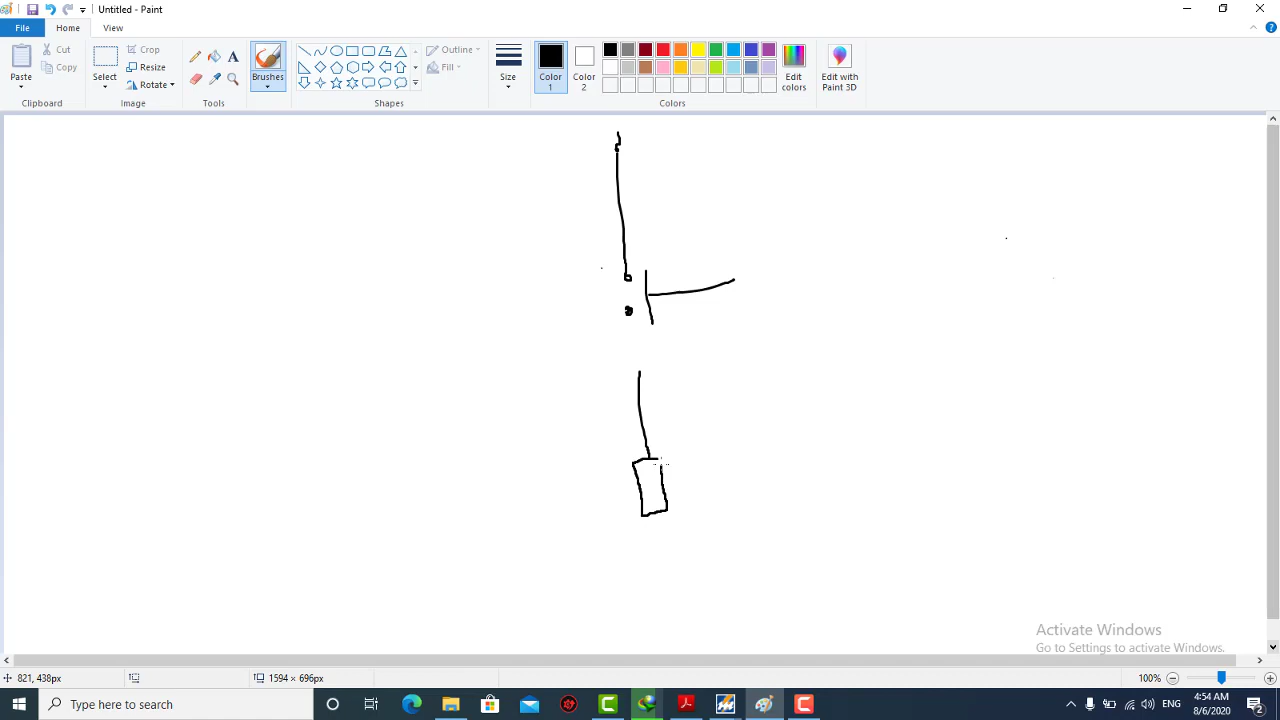 Untitled - Paint
File
Home
View
Paste
Cut
Copy
Clipboard
Select
Crop
Resize
Rotate
Image
A
Tools
Brushes
Outline
Fill
Shapes
Size
Color 1
Color 2
Edit colors
Edit with Paint 3D
Colors
Activate Windows
Go to Settings to activate Windows.
821, 438px
1594 × 696px
100%
Type here to search
4:54 AM
8/6/2020